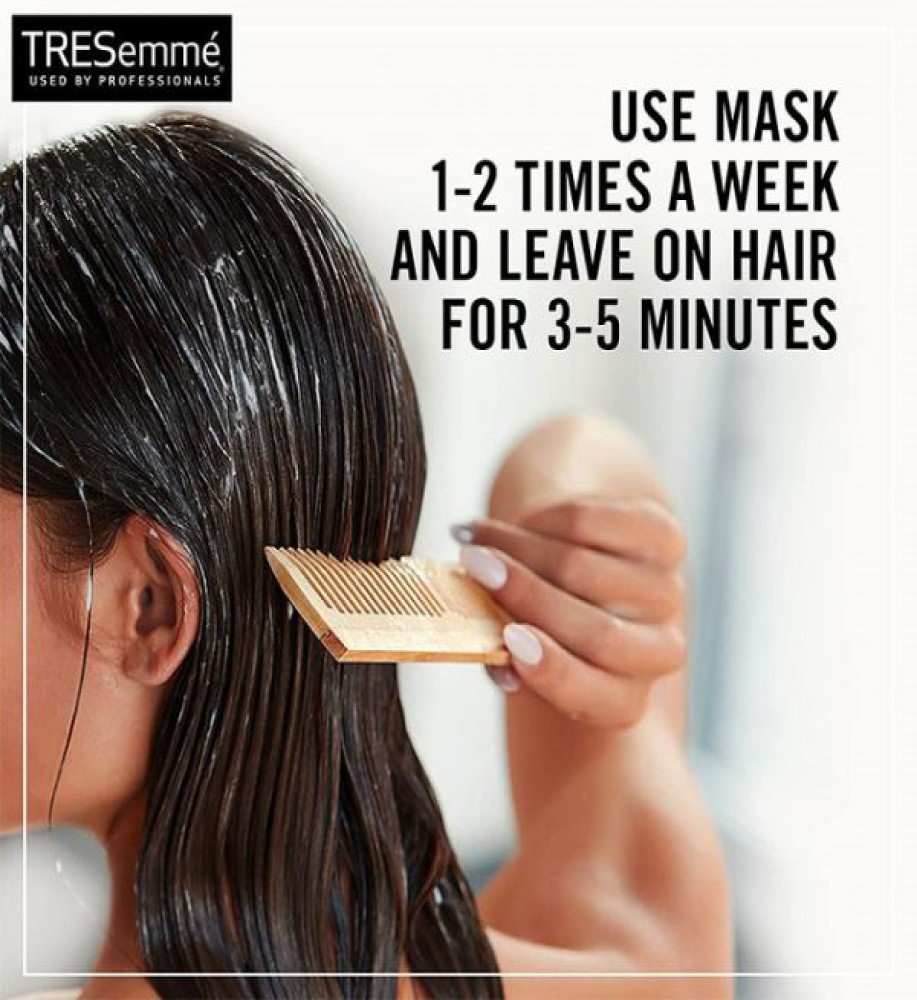 TRESemmé
USED BY PROFESSIONALS
USE MASK
1-2 TIMES A WEEK
AND LEAVE ON HAIR
FOR 3-5 MINUTES